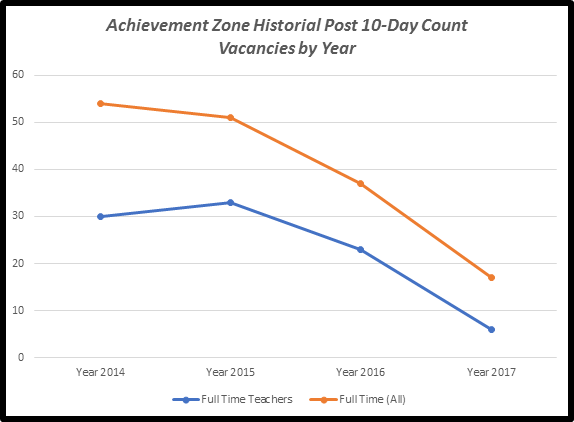 Achievement Zone Historial Post 10-Day Count
Vacancies by Year
60
50
40
30
20
10
0
Year 2014 Year 2015 Year 2016 Year 2017
Full Time Teachers Full Time (All)